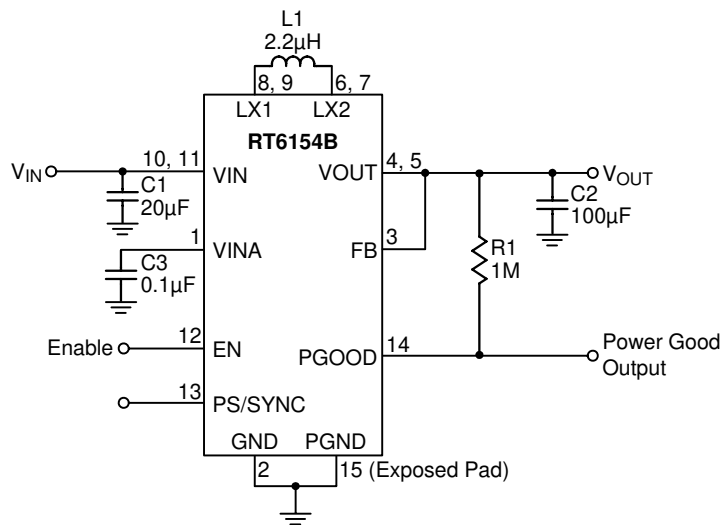 L1
2.2µH
8, 9
6, 7
LX1
LX2
RT6154B
VIN
10, 11
VIN
C1
20µF
VOUT
4, 5
VOUT
C2
100µF
1
VINA
C3
0.1µF
FB
3
R1
1M
Enable
12
EN
PGOOD
14
Power Good
Output
13
PS/SYNC
GND
PGND
2
15 (Exposed Pad)